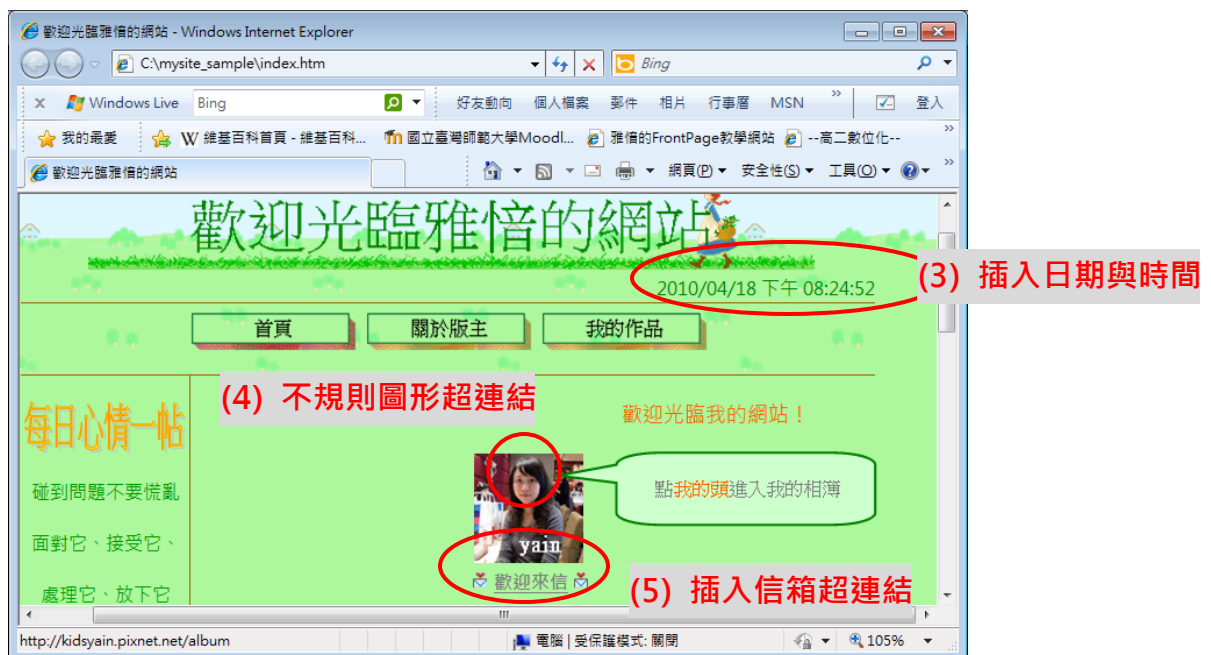 歡迎光臨雅愔的網站 - Windows Internet Explorer
C:\mysite_sample\index.htm
Bing
x Windows Live Bing 好友動向 個人檔案 郵件 相片 行事曆 MSN » 登入
我的最愛 維基百科首頁 - 維基百科... 國立臺灣師範大學Moodl... 雅愔的FrontPage教學網站 --高二數位化-- »
歡迎光臨雅愔的網站 網頁(P) 安全性(S) 工具(O) »
歡迎光臨雅愔的網站
(3) 插入日期與時間
2010/04/18 下午 08:24:52
首頁 關於版主 我的作品
(4) 不規則圖形超連結
每日心情一帖
歡迎光臨我的網站！
碰到問題不要慌亂
點我的頭進入我的相簿
面對它、接受它、
yain
處理它、放下它
歡迎來信
(5) 插入信箱超連結
http://kidsyain.pixnet.net/album 電腦 | 受保護模式: 關閉 105%